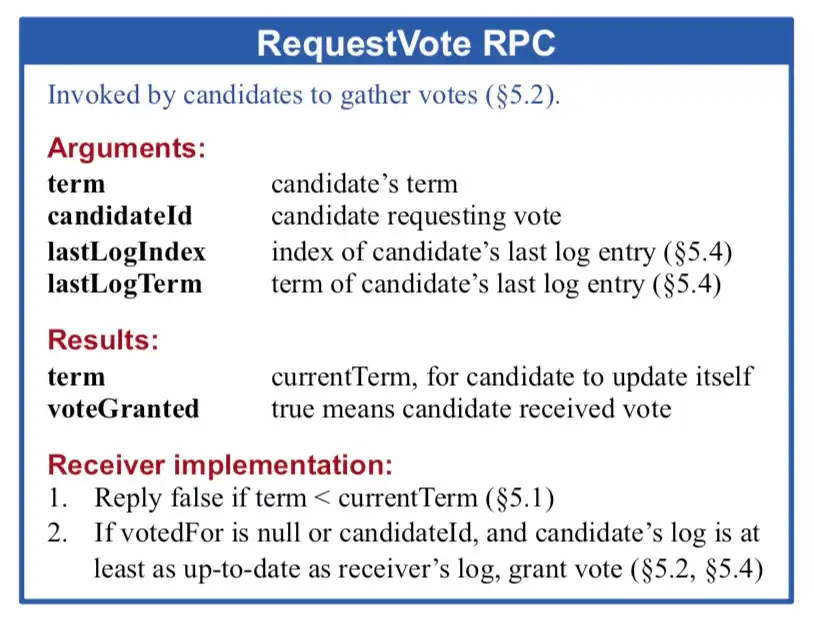 RequestVote RPC
Invoked by candidates to gather votes (§5.2).
Arguments:
term candidate’s term
candidateId candidate requesting vote
lastLogIndex index of candidate’s last log entry (§5.4)
lastLogTerm term of candidate’s last log entry (§5.4)
Results:
term currentTerm, for candidate to update itself
voteGranted true means candidate received vote
Receiver implementation:
1. Reply false if term < currentTerm (§5.1)
2. If votedFor is null or candidateId, and candidate’s log is at
least as up-to-date as receiver’s log, grant vote (§5.2, §5.4)